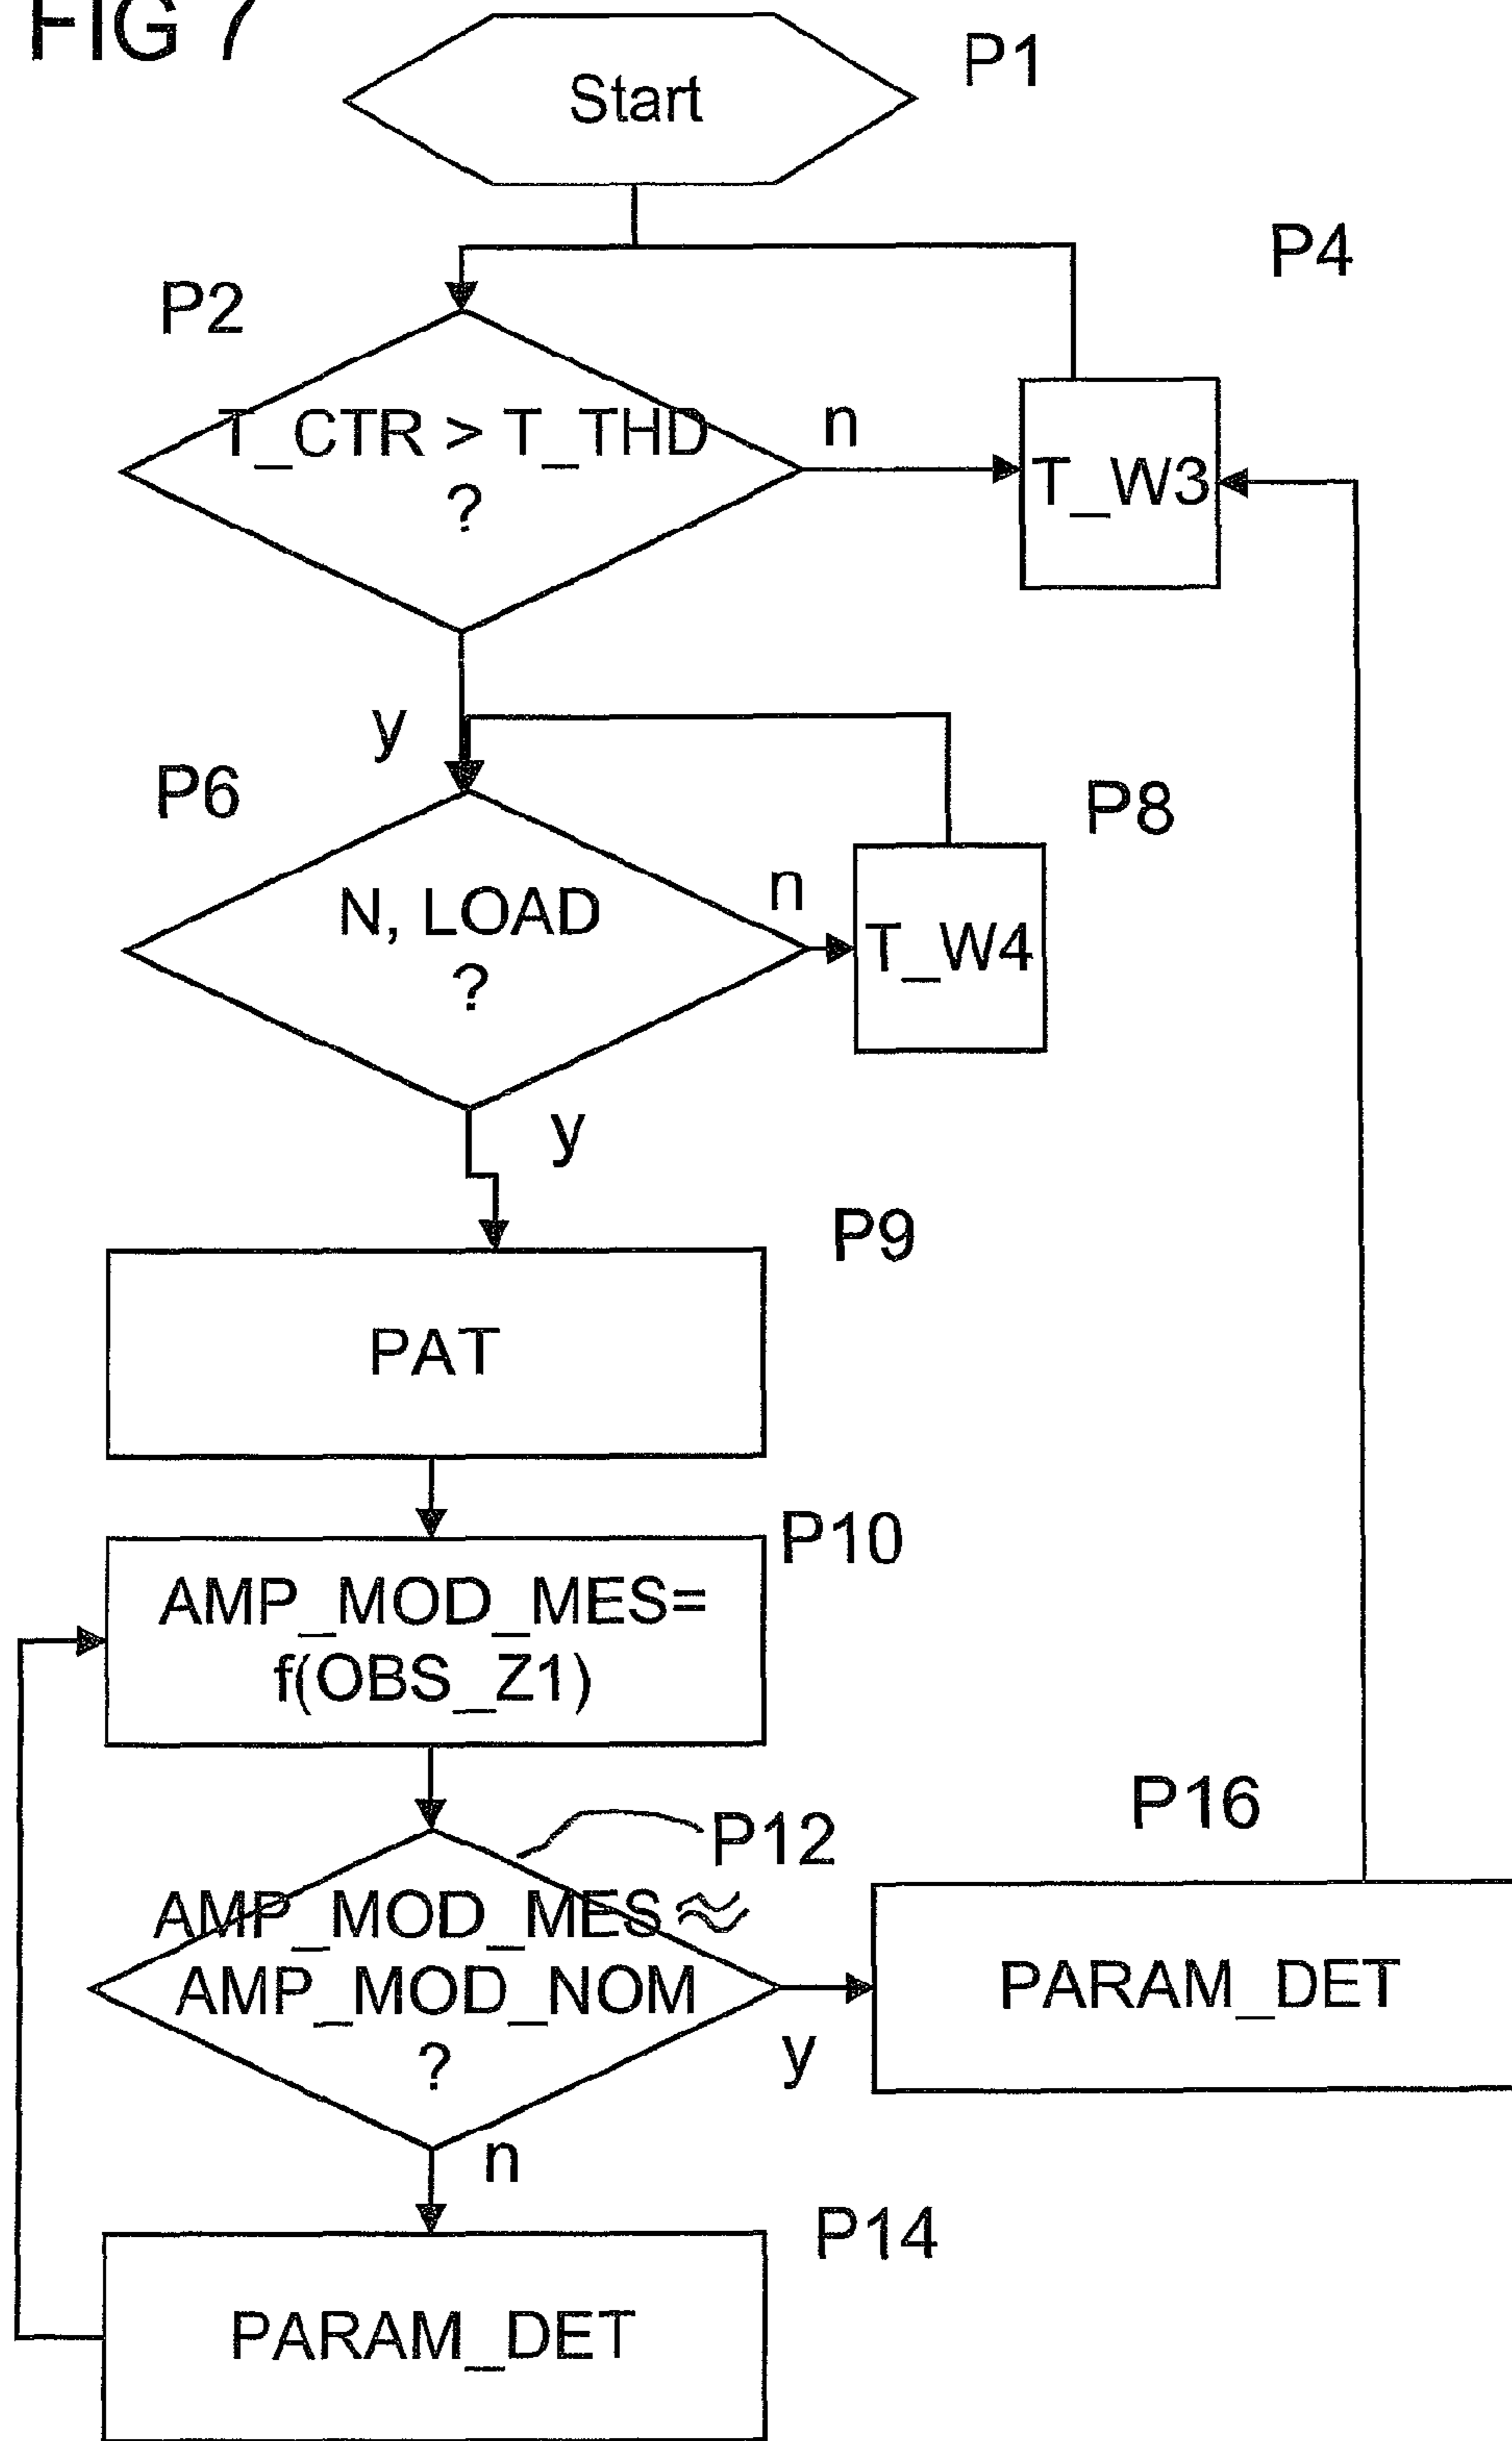 FIG 7
Start
P1
P4
P2
T_CTR > T_THD
?
n
T_W3
y
P6
P8
N, LOAD
?
n
T_W4
y
P9
PAT
P10
AMP_MOD_MES=
f(OBS_Z1)
P12
P16
AMP_MOD_MES ≈
AMP_MOD_NOM
?
y
PARAM_DET
n
P14
PARAM_DET